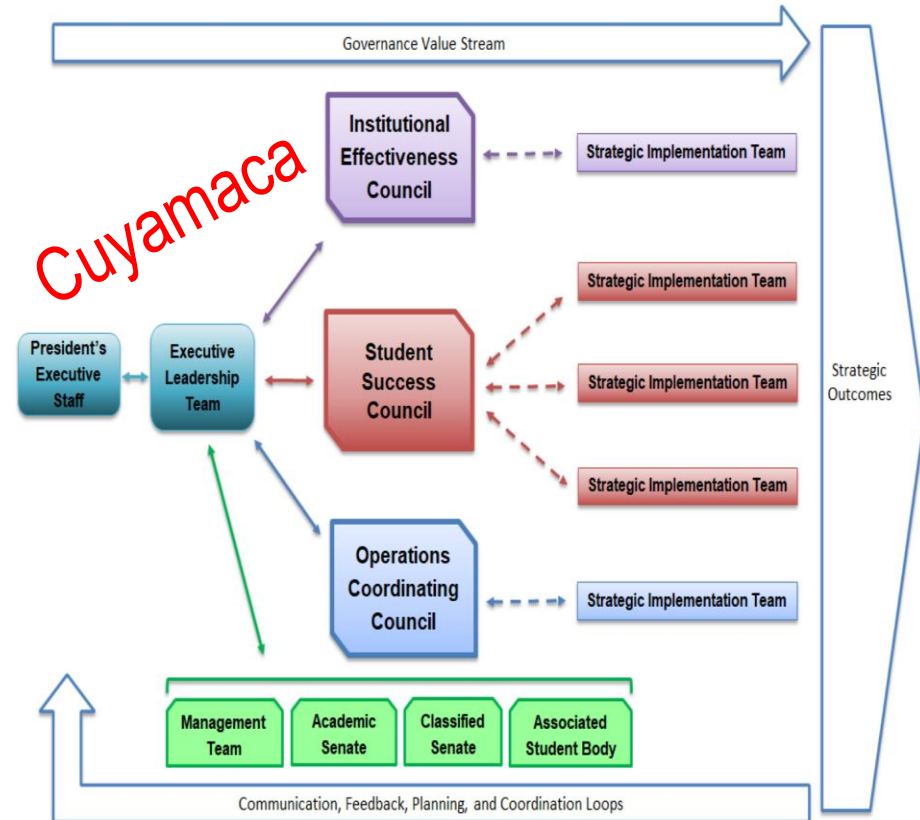 Governance Value Stream
Cuyamaca
Institutional
Effectiveness
Council
Strategic Implementation Team
Strategic Implementation Team
President's
Executive
Staff
Executive
Leadership
Team
Student
Success
Council
Strategic Implementation Team
Strategic
Outcomes
Strategic Implementation Team
Operations
Coordinating
Council
Strategic Implementation Team
Management
Team
Academic
Senate
Classified
Senate
Associated
Student Body
Communication, Feedback, Planning, and Coordination Loops